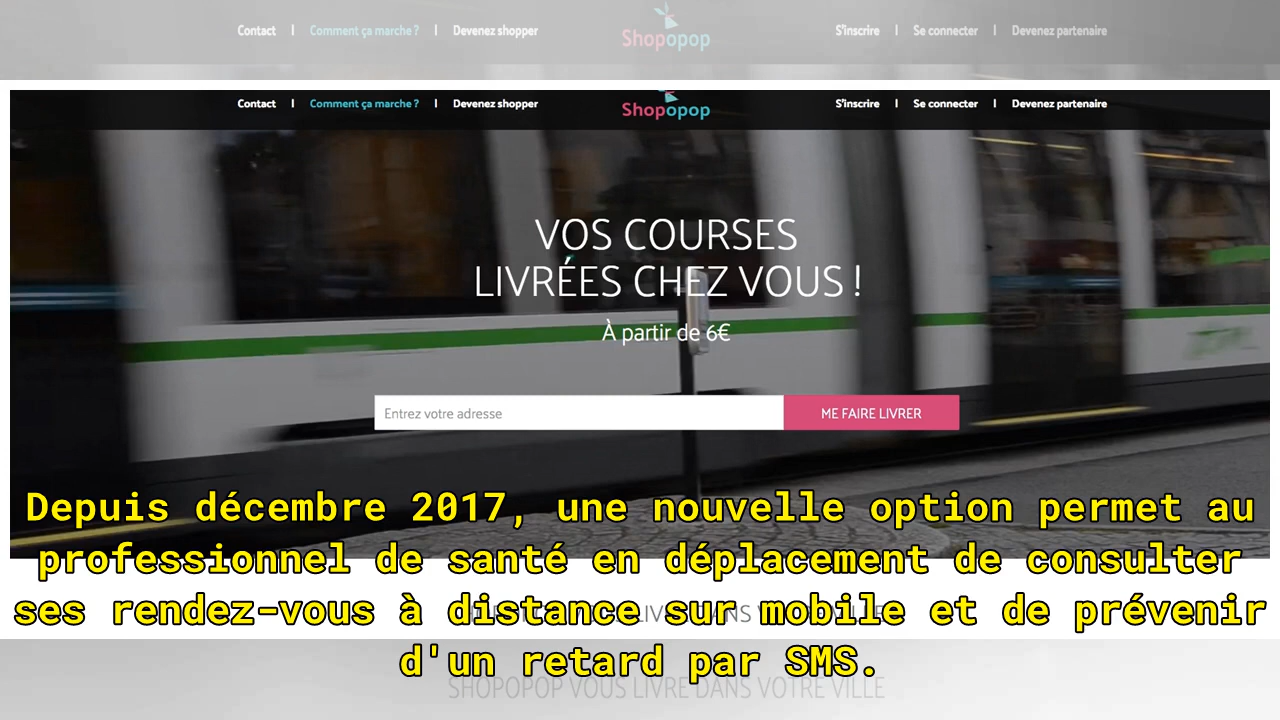 Contact | Comment ça marche ? | Devenez shopper Shopopop S'inscrire | Se connecter | Devenez partenaire
Contact | Comment ça marche ? | Devenez shopper Shopopop S'inscrire | Se connecter | Devenez partenaire
VOS COURSES
LIVRÉES CHEZ VOUS !
À partir de 6€
Entrez votre adresse ME FAIRE LIVRER
Depuis décembre 2017, une nouvelle option permet au
professionnel de santé en déplacement de consulter
ses rendez-vous à distance sur mobile et de prévenir
d'un retard par SMS.
SHOPOPOP VOUS LIVRE DANS VOTRE VILLE